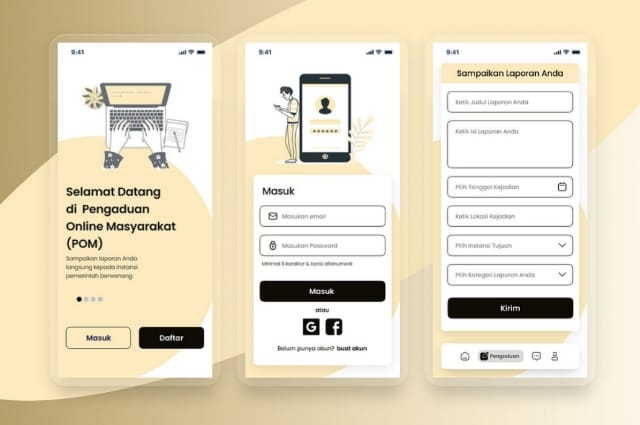 9:41
Selamat Datang
di Pengaduan
Online Masyarakat
(POM)
Sampaikan laporan Anda
langsung kepada instansi
pemerintah berwenang.
Masuk
Daftar
9:41
Masuk
Masukan email
Masukan Password
Minimal 8 karakter & berisi alfanumerik
Masuk
atau
G f
Belum punya akun? buat akun
9:41
Sampaikan Laporan Anda
Ketik Judul Laporan Anda
Ketik Isi Laporan Anda
Pilih Tanggal Kejadian
Ketik Lokasi Kejadian
Pilih Instansi Tujuan
Pilih Kategori Laporan Anda
Kirim
Pengaduan